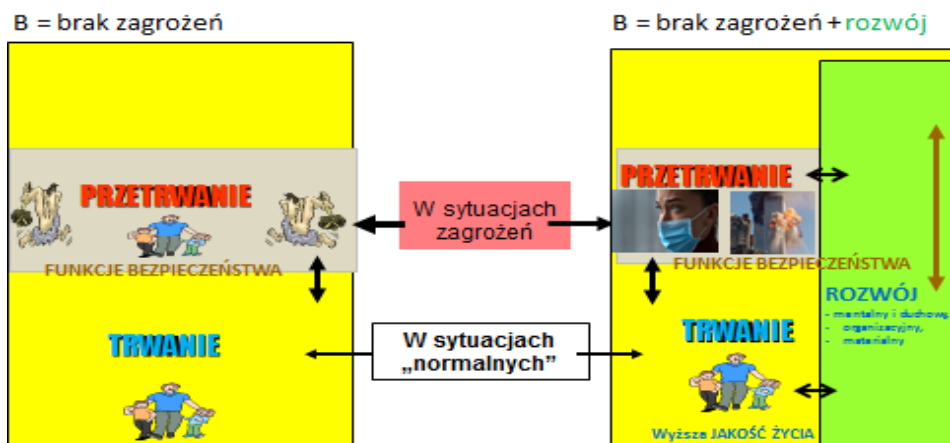 B = brak zagrożeń
B = brak zagrożeń + rozwój
PRZETRWANIE
FUNKCJE BEZPIECZEŃSTWA
TRWANIE
W sytuacjach
zagrożeń
W sytuacjach
„normalnych”
PRZETRWANIE
FUNKCJE BEZPIECZEŃSTWA
TRWANIE
Wyższa JAKOŚĆ ŻYCIA
ROZWÓJ
- mentalny i duchowy,
- organizacyjny,
- materialny